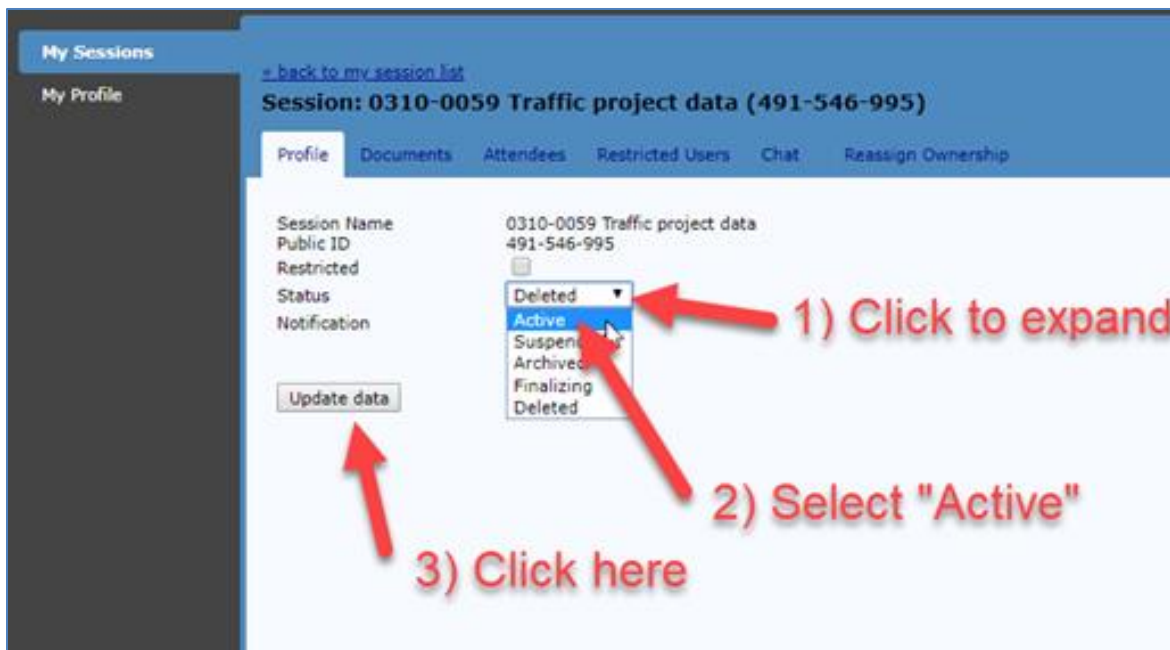 My Sessions
My Profile
« back to my session list
Session: 0310-0059 Traffic project data (491-546-995)
Profile Documents Attendees Restricted Users Chat Reassign Ownership
Session Name 0310-0059 Traffic project data
Public ID 491-546-995
Restricted
Status Deleted
Notification Active
Archived
Finalizing
Deleted
Update data
1) Click to expand
2) Select "Active"
3) Click here